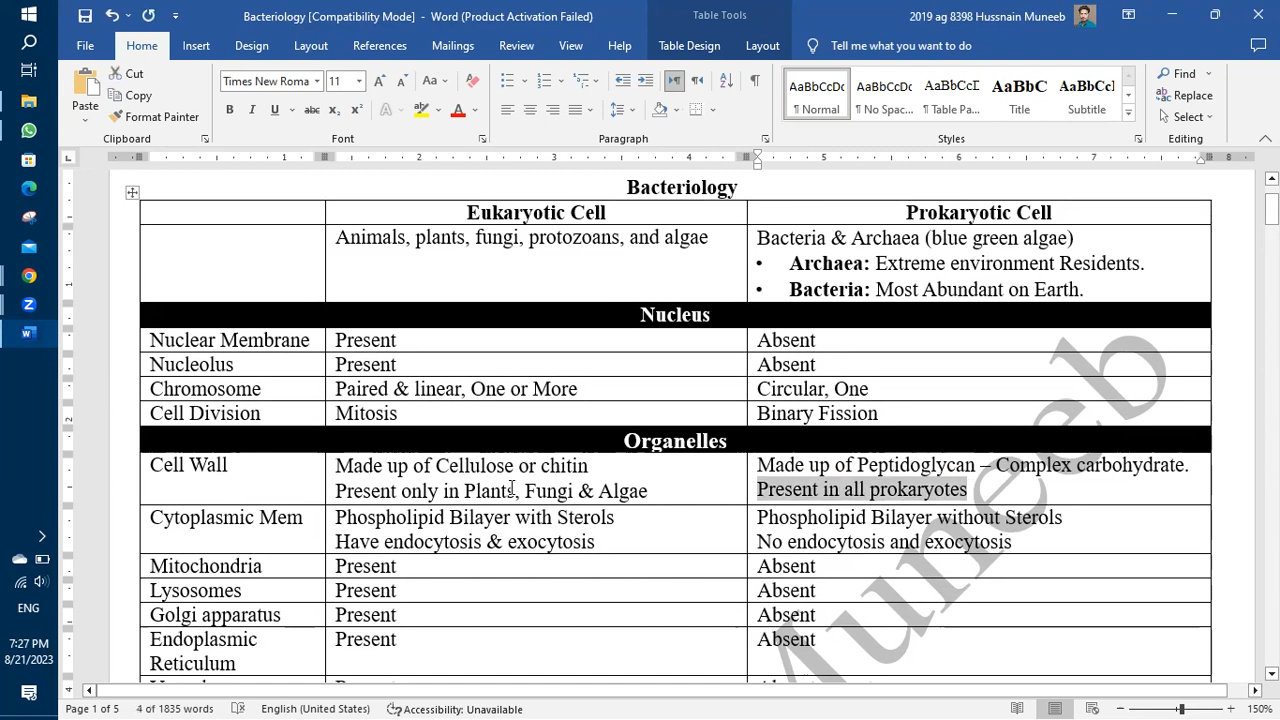 Bacteriology [Compatibility Mode] - Word (Product Activation Failed)
Table Tools
2019 ag 8398 Hussnain Muneeb
File Home Insert Design Layout References Mailings Review View Help Table Design Layout Tell me what you want to do
Paste
Cut
Copy
Format Painter
Clipboard
Times New Roma 11
Font
Paragraph
AaBbCcDc AaBbCcDc AaBbCcDc AaBbC AaBbCcI
¶ Normal ¶ No Spac... ¶ Table Pa... Title Subtitle
Styles
Find
Replace
Select
Editing
1 2 3 4 5 6 7 8
Bacteriology
Eukaryotic Cell Prokaryotic Cell
Animals, plants, fungi, protozoans, and algae Bacteria & Archaea (blue green algae)
• Archaea: Extreme environment Residents.
• Bacteria: Most Abundant on Earth.
Nucleus
Nuclear Membrane Present Absent
Nucleolus Present Absent
Chromosome Paired & linear, One or More Circular, One
Cell Division Mitosis Binary Fission
Organelles
Cell Wall Made up of Cellulose or chitin Made up of Peptidoglycan – Complex carbohydrate.
Present only in Plants, Fungi & Algae Present in all prokaryotes
Cytoplasmic Mem Phospholipid Bilayer with Sterols Phospholipid Bilayer without Sterols
Have endocytosis & exocytosis No endocytosis and exocytosis
Mitochondria Present Absent
Lysosomes Present Absent
Golgi apparatus Present Absent
Endoplasmic Present Absent
Reticulum
Muneeb
ENG
7:27 PM
8/21/2023
Page 1 of 5 4 of 1835 words English (United States) Accessibility: Unavailable 150%